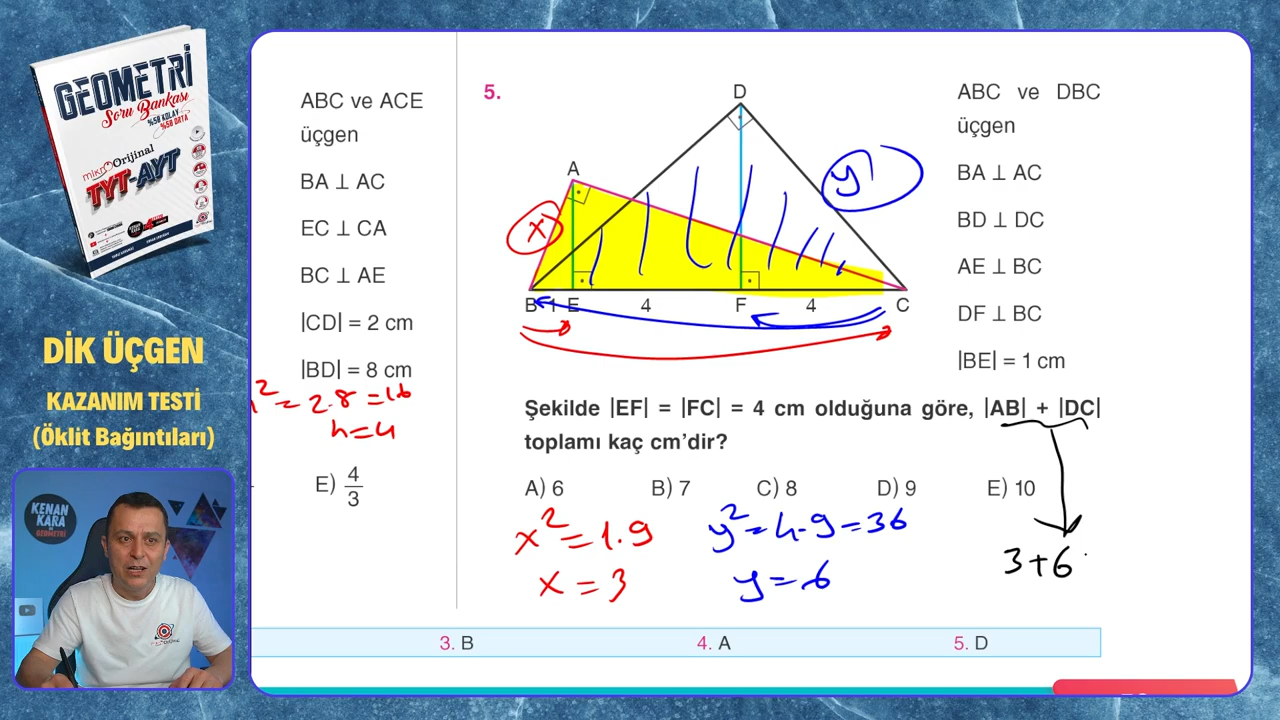 GEOMETRİ
Soru Bankası
%50 KOLAY
%50 ORTA
mikro Orijinal
TYT-AYT
DİK ÜÇGEN
KAZANIM TESTİ
(Öklit Bağıntıları)
KENAN
KARA
GEOMETRİ
ABC ve ACE
üçgen
BA ⊥ AC
EC ⊥ CA
BC ⊥ AE
|CD| = 2 cm
|BD| = 8 cm
h² = 2.8 = 16
h = 4
E) 4/3
5.
D
A
x
y
B 1 E 4 F 4 C
ABC ve DBC
üçgen
BA ⊥ AC
BD ⊥ DC
AE ⊥ BC
DF ⊥ BC
|BE| = 1 cm
Şekilde |EF| = |FC| = 4 cm olduğuna göre, |AB| + |DC|
toplamı kaç cm'dir?
A) 6 B) 7 C) 8 D) 9 E) 10
x² = 1.9 y² = 4.9 = 36
x = 3 y = 6
3+6
3. B 4. A 5. D